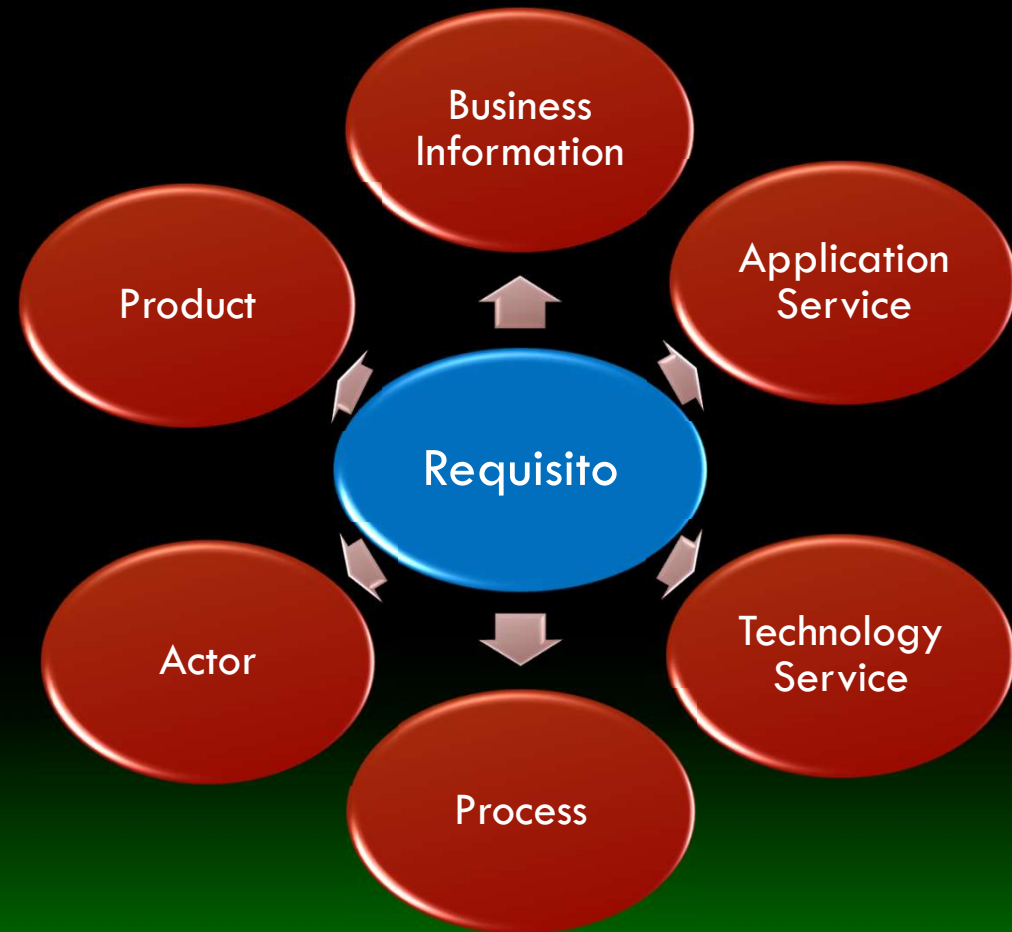 Business
Information
Application
Service
Product
Requisito
Technology
Service
Actor
Process